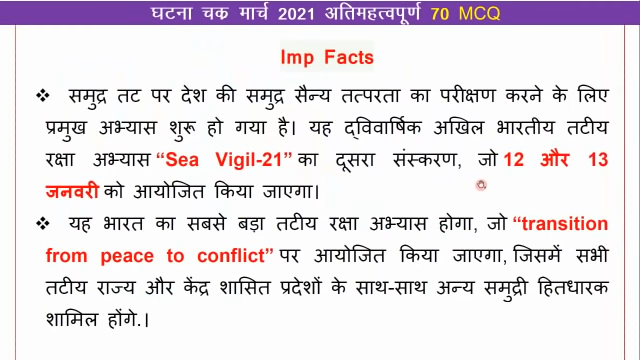 घटना चक्र मार्च 2021 अतिमहत्वपूर्ण 70 MCQ
Imp Facts
❖ समुद्र तट पर देश की समुद्र सैन्य तत्परता का परीक्षण करने के लिए
प्रमुख अभ्यास शुरू हो गया है। यह द्विवार्षिक अखिल भारतीय तटीय
रक्षा अभ्यास “Sea Vigil-21” का दूसरा संस्करण, जो 12 और 13
जनवरी को आयोजित किया जाएगा।
❖ यह भारत का सबसे बड़ा तटीय रक्षा अभ्यास होगा, जो “transition
from peace to conflict” पर आयोजित किया जाएगा, जिसमें सभी
तटीय राज्य और केंद्र शासित प्रदेशों के साथ-साथ अन्य समुद्री हितधारक
शामिल होंगे.।